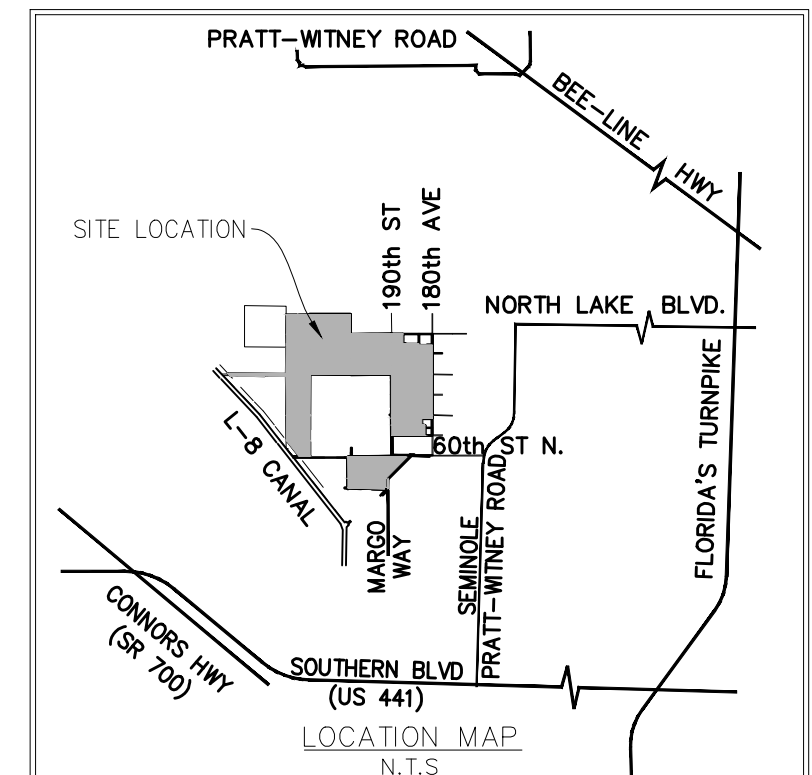 PRATT-WITNEY ROAD
BEE-LINE HWY
SITE LOCATION
190th ST
180th AVE
NORTH LAKE BLVD.
FLORIDA'S TURNPIKE
L-8 CANAL
60th ST N.
MARGO
WAY
SEMINOLE
PRATT-WITNEY ROAD
CONNORS HWY
(SR 700)
SOUTHERN BLVD
(US 441)
LOCATION MAP
N.T.S